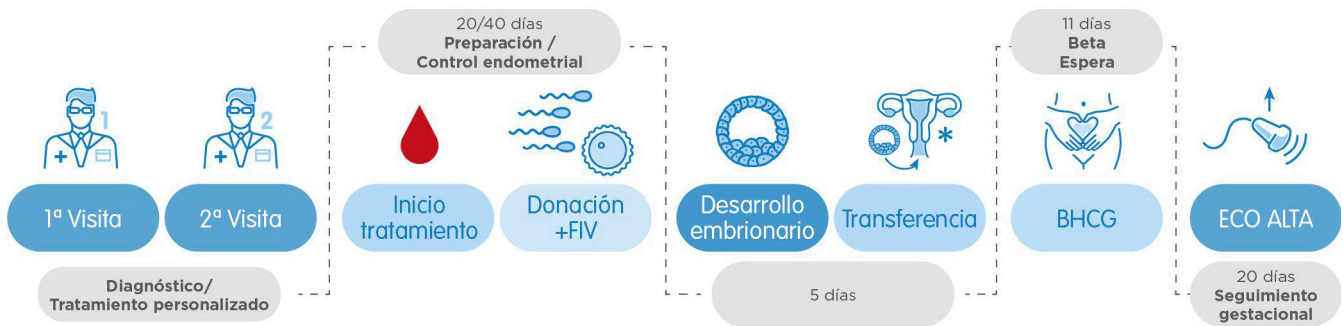 20/40 días
Preparación /
Control endometrial
11 días
Beta
Espera
1
2
*
1ª Visita
2ª Visita
Inicio
tratamiento
Donación
+FIV
Desarrollo
embrionario
Transferencia
BHCG
ECO ALTA
Diagnóstico/
Tratamiento personalizado
5 días
20 días
Seguimiento
gestacional